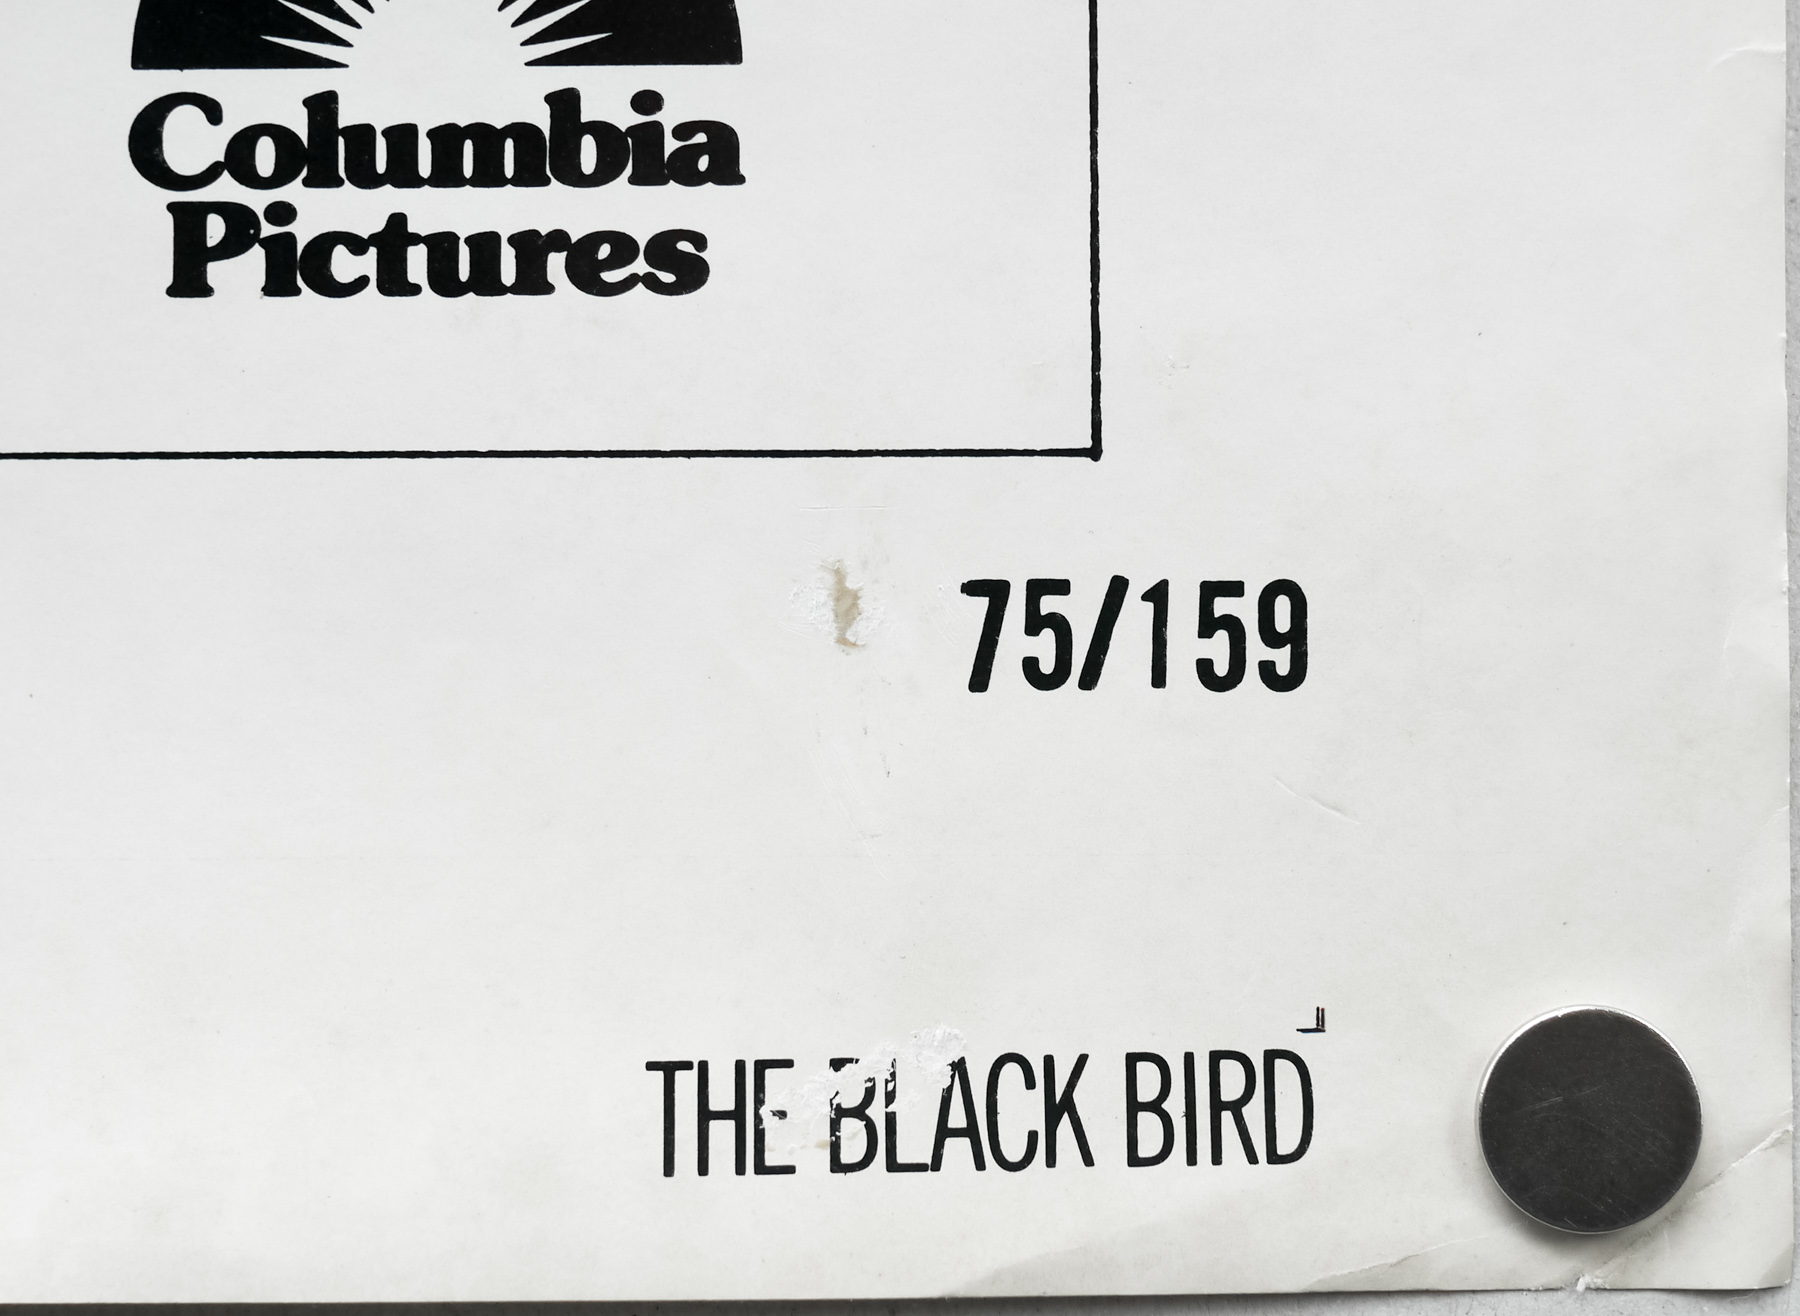 Columbia
Pictures
75/159
THE BLACK BIRD